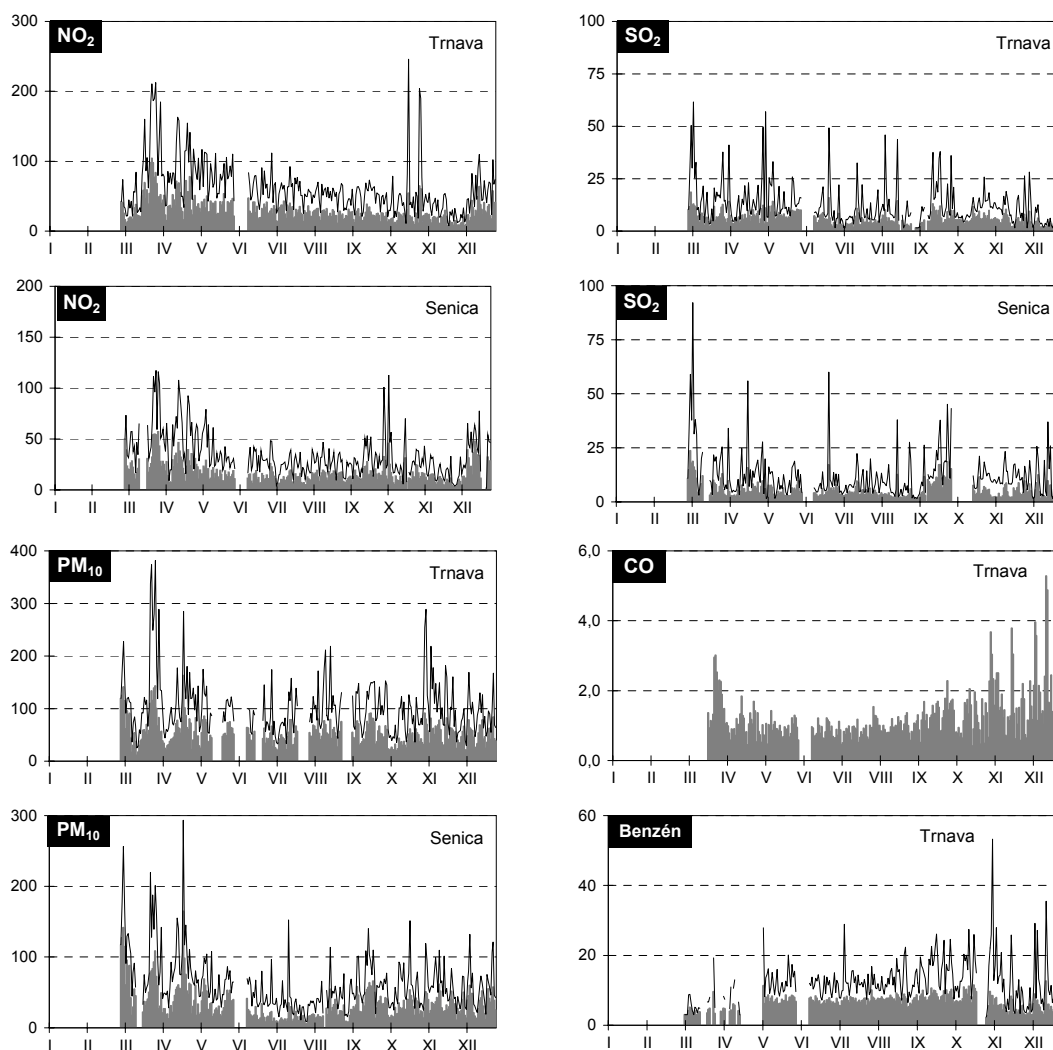 NO₂ Trnava
300
200
100
0
I II III IV V VI VII VIII IX X XI XII
SO₂ Trnava
100
75
50
25
0
I II III IV V VI VII VIII IX X XI XII
NO₂ Senica
200
150
100
50
0
I II III IV V VI VII VIII IX X XI XII
SO₂ Senica
100
75
50
25
0
I II III IV V VI VII VIII IX X XI XII
PM₁₀ Trnava
400
300
200
100
0
I II III IV V VI VII VIII IX X XI XII
CO Trnava
6,0
4,0
2,0
0,0
I II III IV V VI VII VIII IX X XI XII
PM₁₀ Senica
300
200
100
0
I II III IV V VI VII VIII IX X XI XII
Benzén Trnava
60
40
20
0
I II III IV V VI VII VIII IX X XI XII